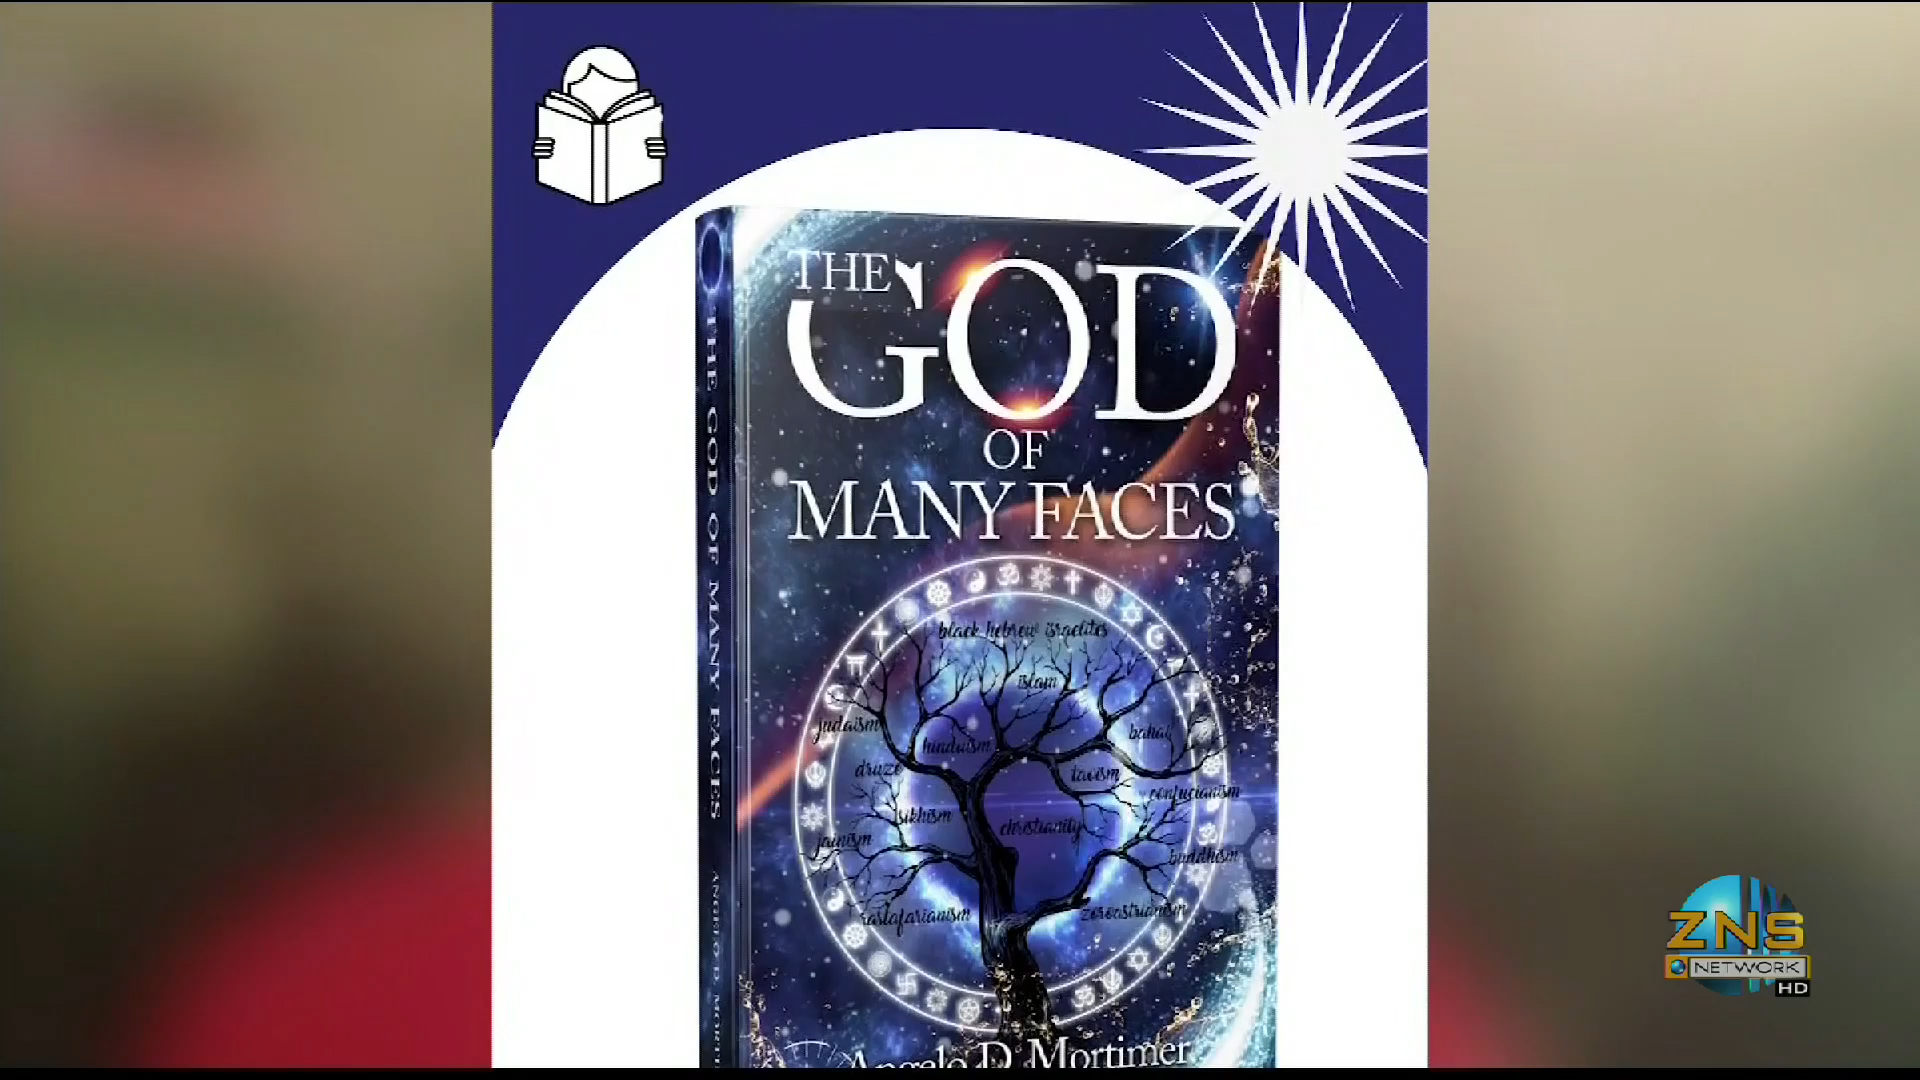 THE
GOD
OF
MANY FACES
THE GOD OF MANY FACES
black hebrew israelites
islam
judaism
hinduism
bahai
druze
taoism
confucianism
sikhism
christianity
jainism
buddhism
rastafarianism
zoroastrianism
Angelo D. Mortimer
ZNS
NETWORK
HD